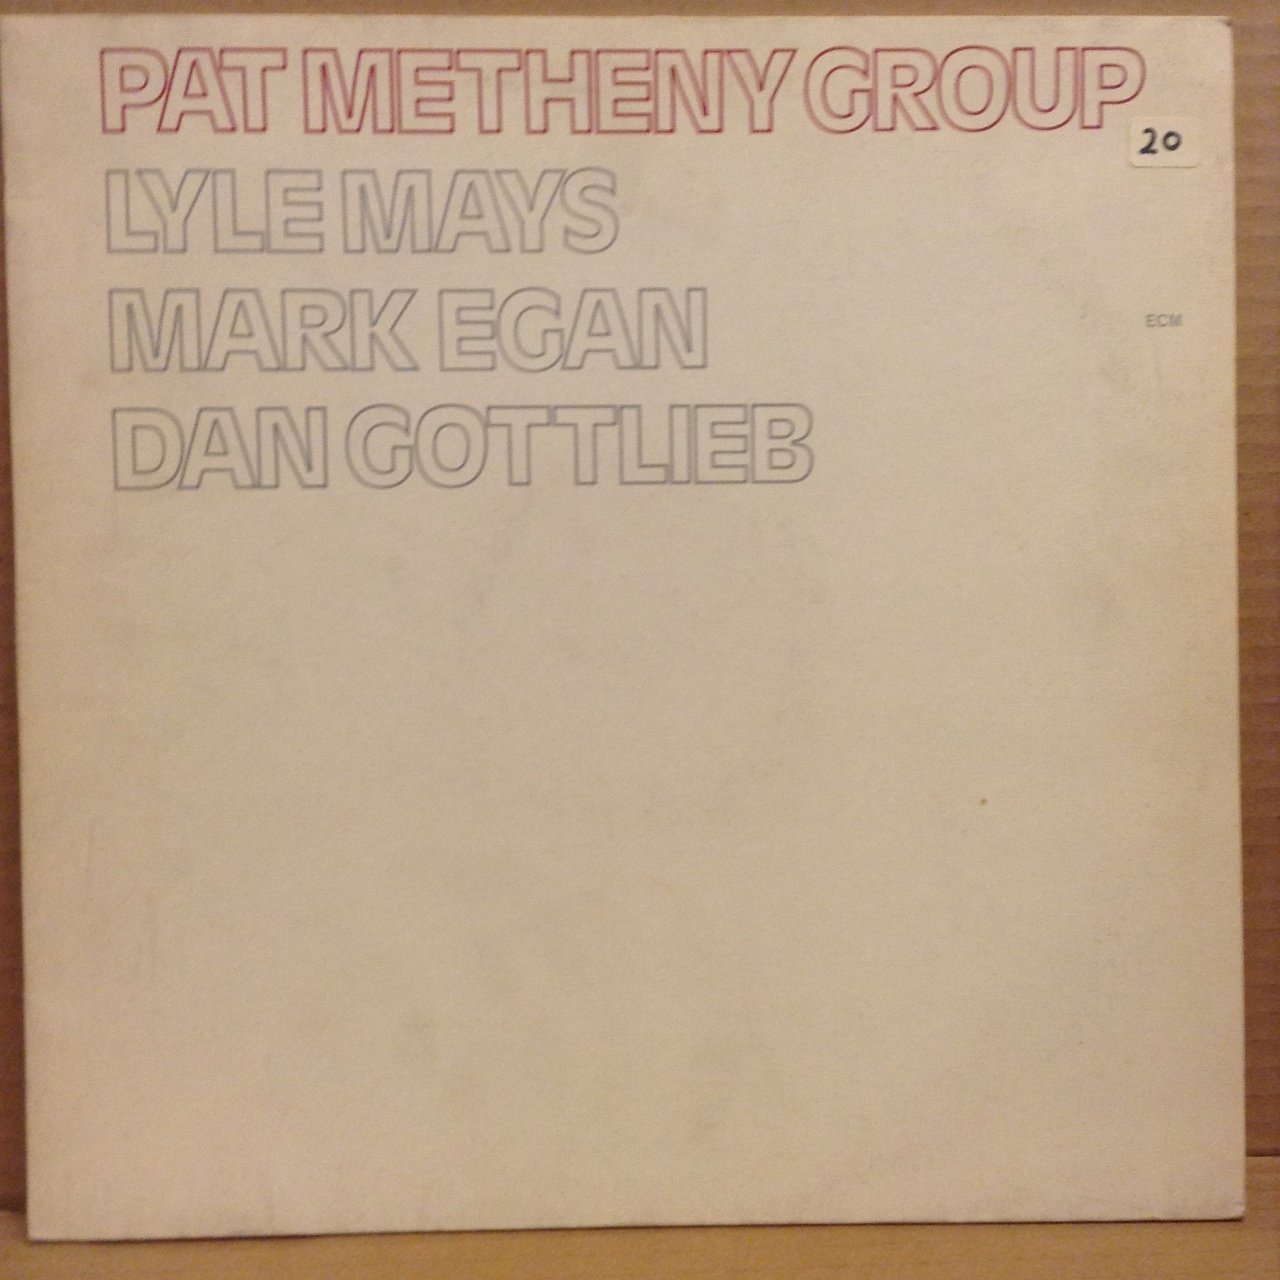 PAT METHENY GROUP
20
LYLE MAYS
MARK EGAN
ECM
DAN GOTTLIEB